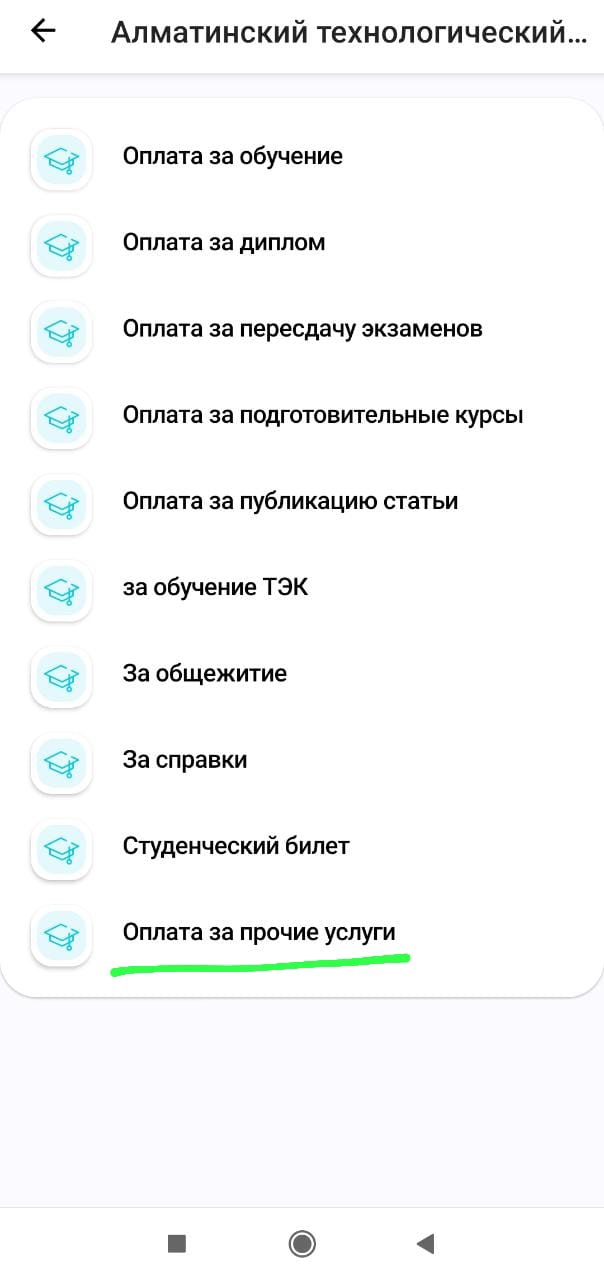 Алматинский технологический...
Оплата за обучение
Оплата за диплом
Оплата за пересдачу экзаменов
Оплата за подготовительные курсы
Оплата за публикацию статьи
за обучение ТЭК
За общежитие
За справки
Студенческий билет
Оплата за прочие услуги